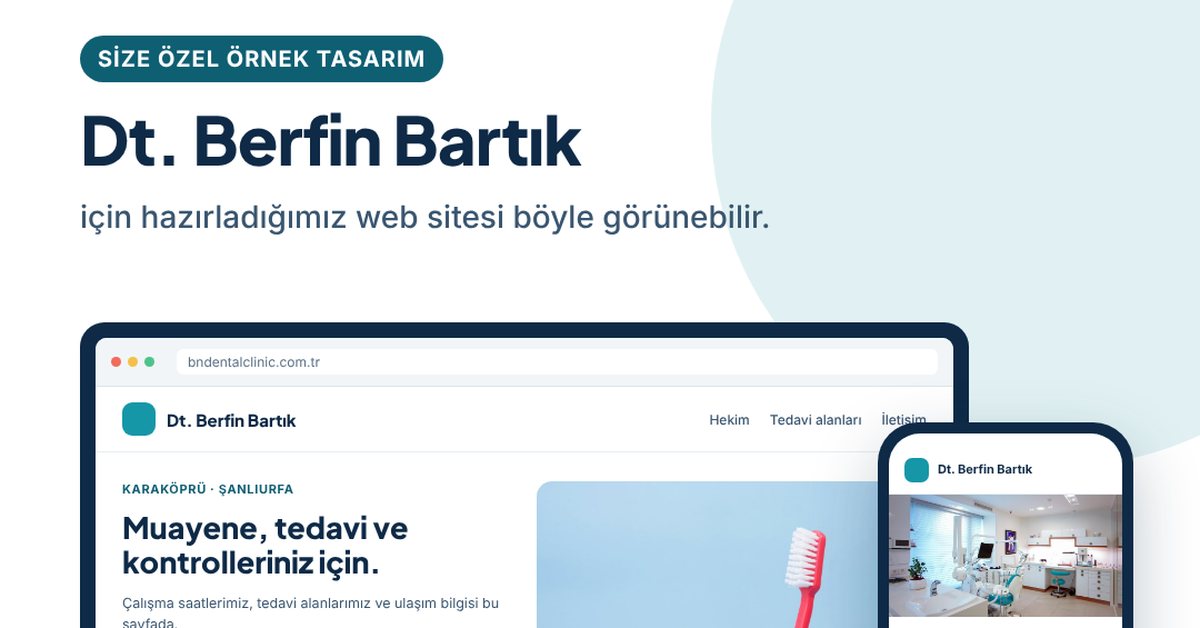 SİZE ÖZEL ÖRNEK TASARIM
Dt. Berfin Bartık
için hazırladığımız web sitesi böyle görünebilir.
bndentalclinic.com.tr
Dt. Berfin Bartık
Hekim Tedavi alanları İletişim
Dt. Berfin Bartık
KARAKÖPRÜ · ŞANLIURFA
Muayene, tedavi ve
kontrolleriniz için.
Çalışma saatlerimiz, tedavi alanlarımız ve ulaşım bilgisi bu
sayfada.